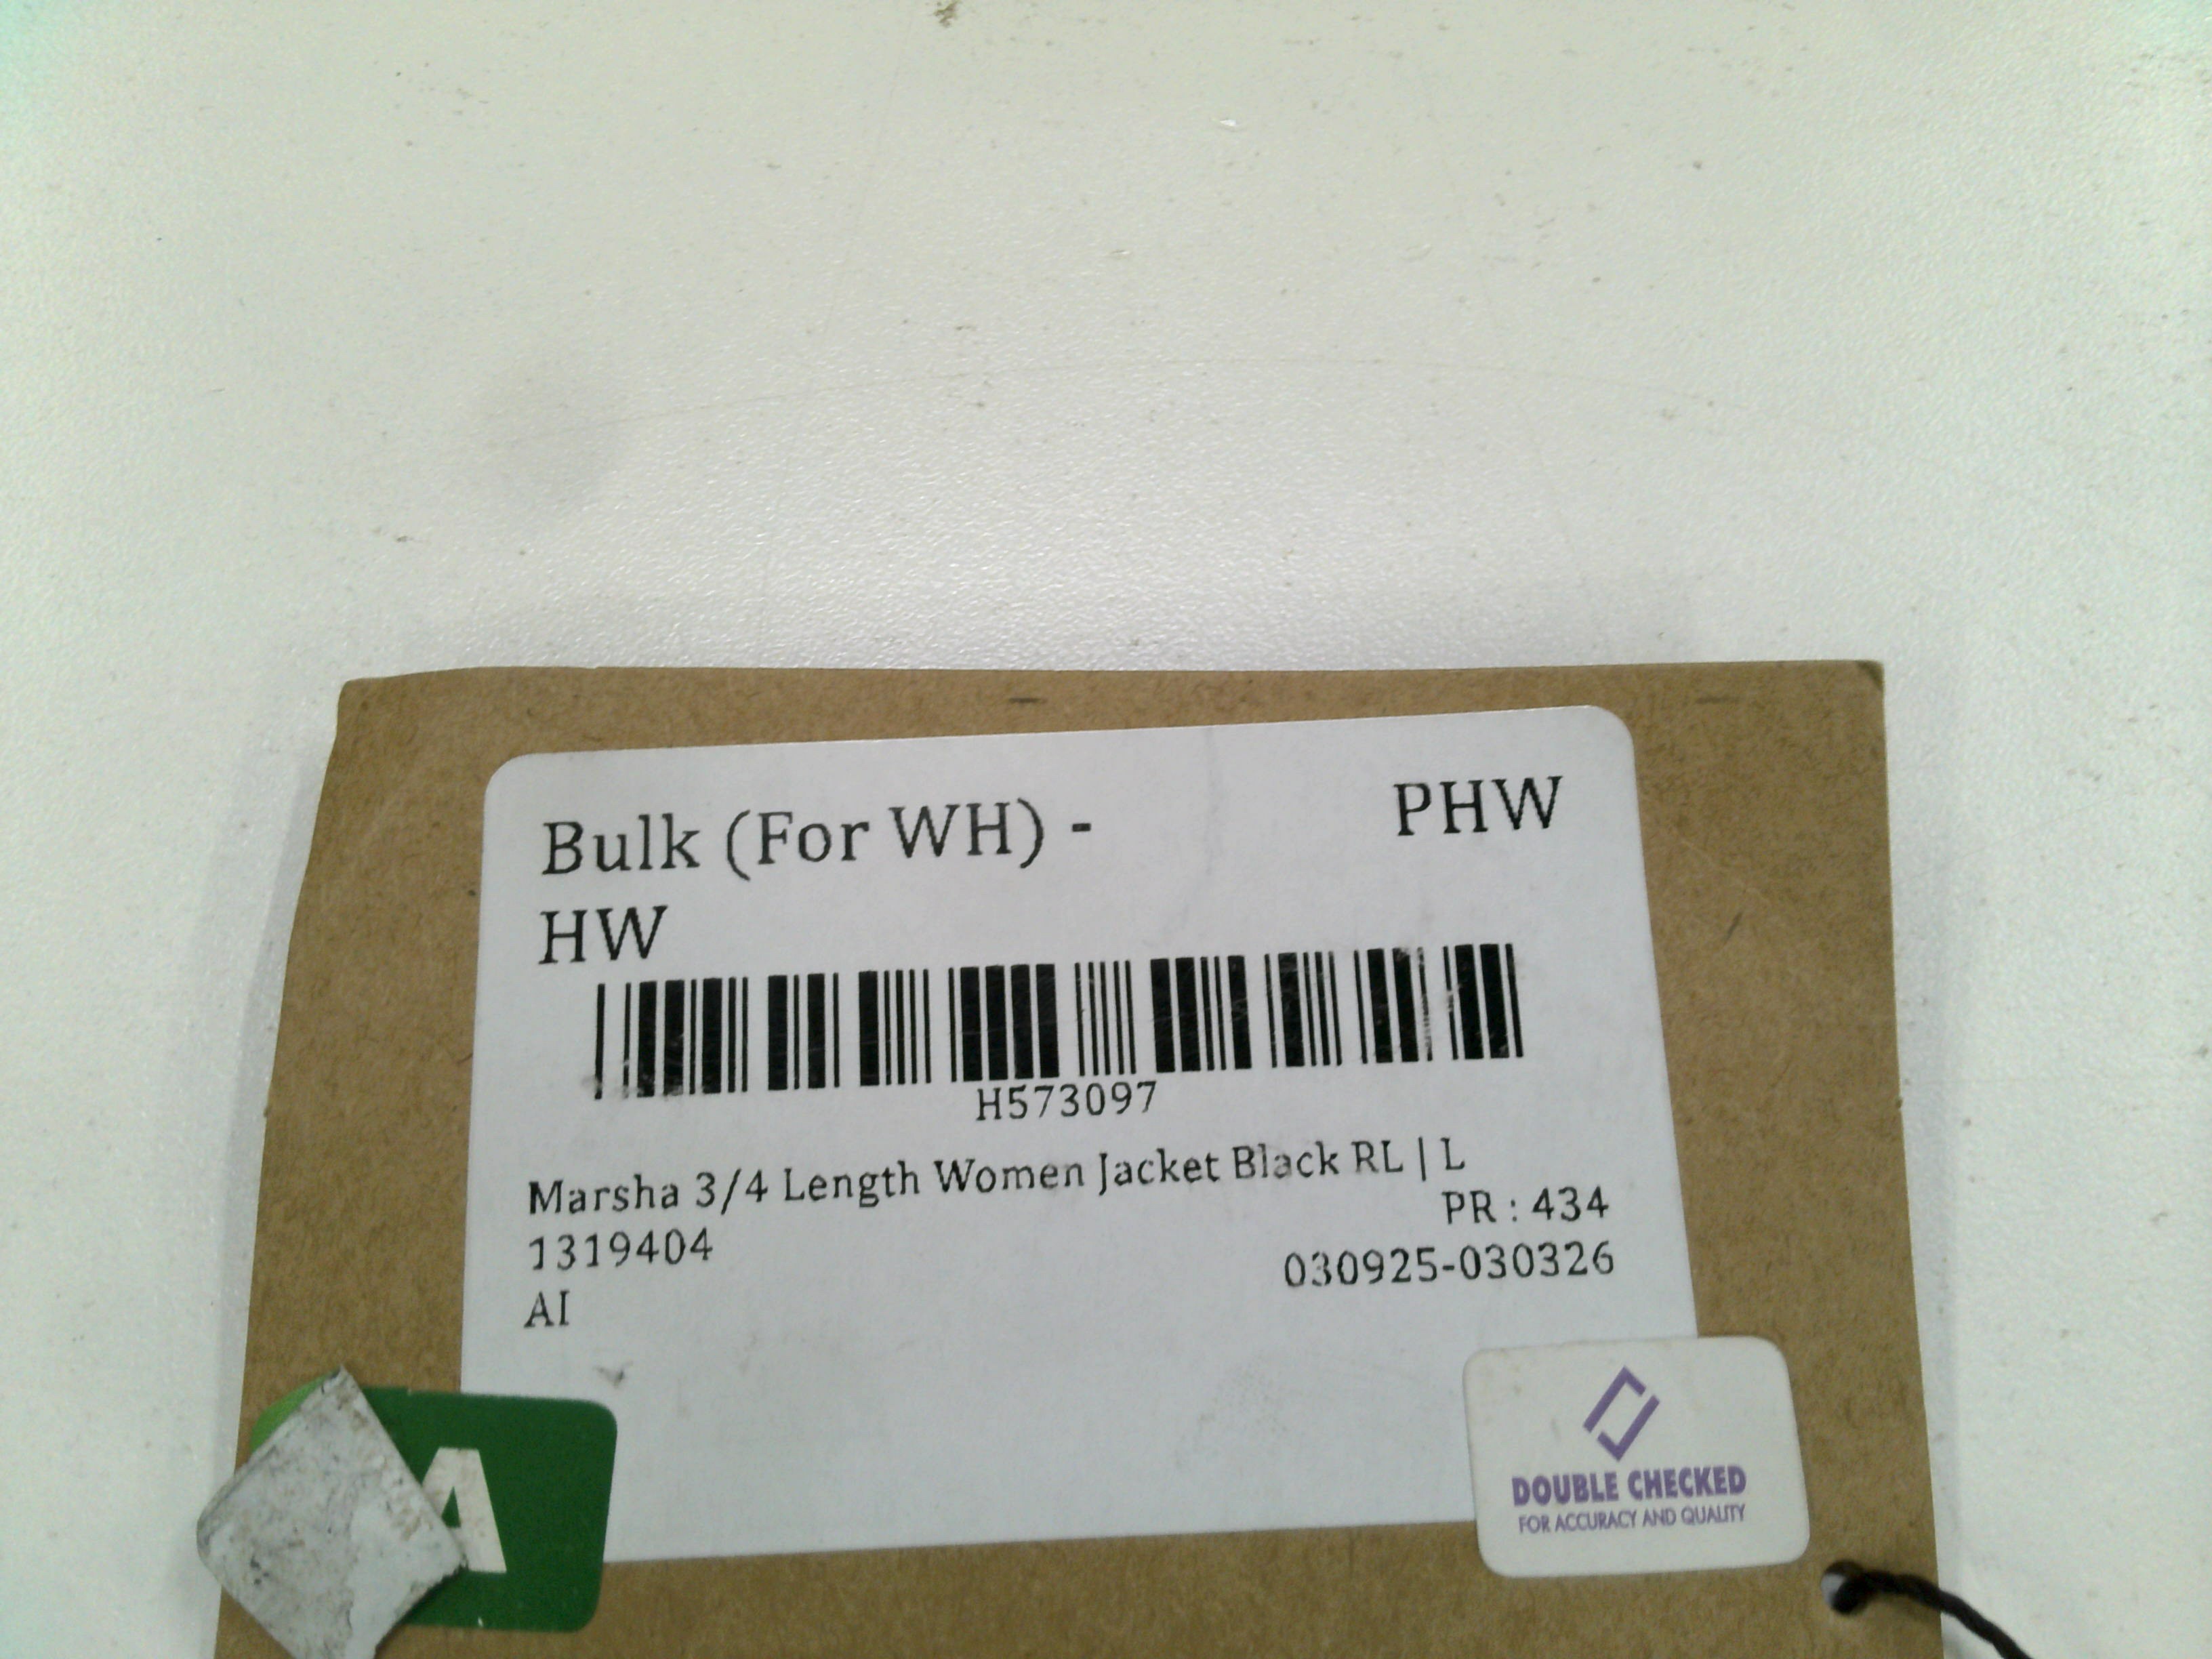 Bulk (For WH) - PHW
HW
H573097
Marsha 3/4 Length Women Jacket Black RL | L
PR : 434
1319404
030925-030326
AI
A
DOUBLE CHECKED
FOR ACCURACY AND QUALITY